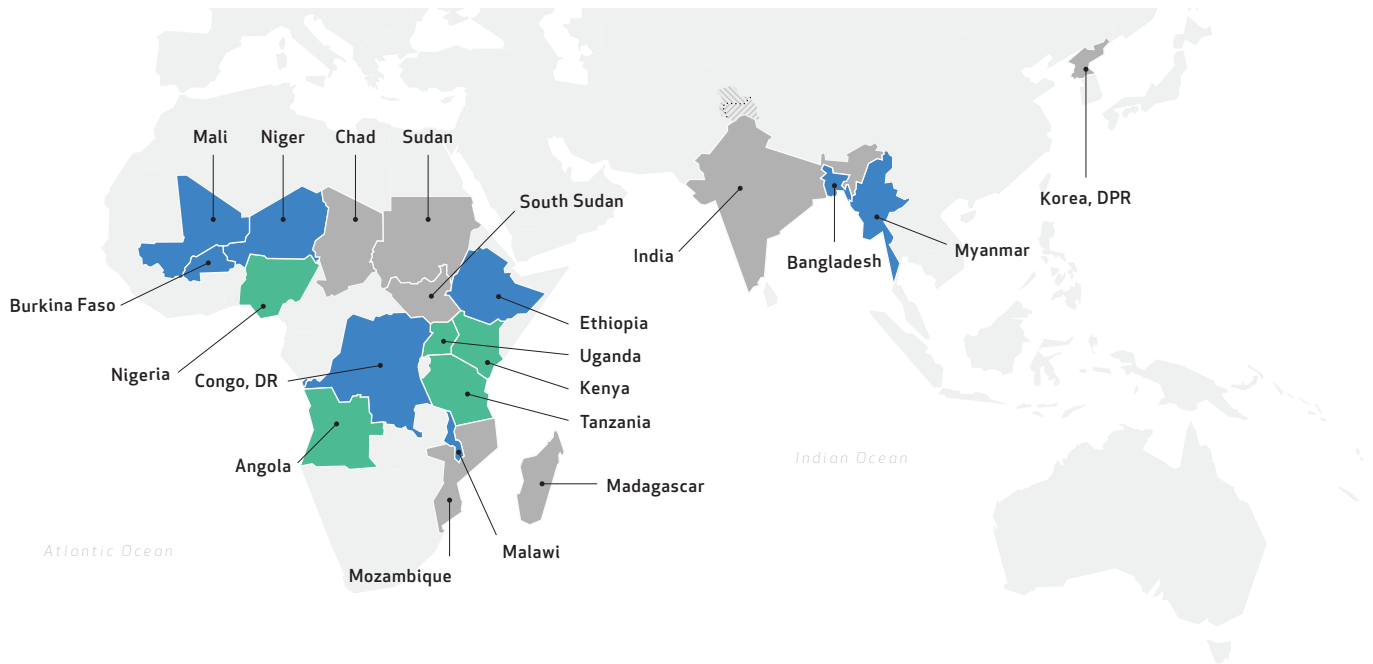 Mali
Niger
Chad
Sudan
South Sudan
Korea, DPR
India
Bangladesh
Myanmar
Burkina Faso
Ethiopia
Uganda
Nigeria
Congo, DR
Kenya
Tanzania
Angola
Indian Ocean
Madagascar
Atlantic Ocean
Malawi
Mozambique